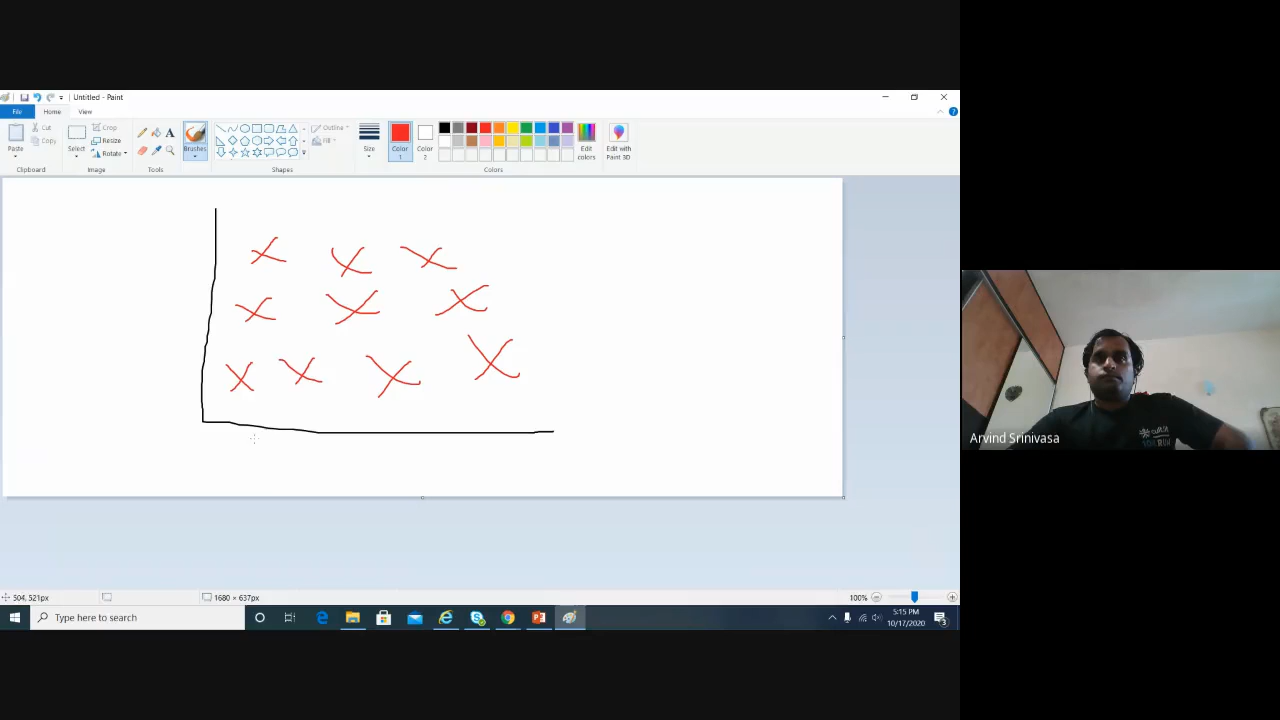 Untitled - Paint
File Home View
Cut
Copy
Paste
Clipboard
Select
Crop
Resize
Rotate
Image
A
Tools
Brushes
Outline
Fill
Shapes
Size
Color 1
Color 2
Edit colors
Edit with Paint 3D
Colors
X X X
X X X
X X X X
Arvind Srinivasa
504, 521px
1680 × 637px
100%
Type here to search
5:15 PM
10/17/2020